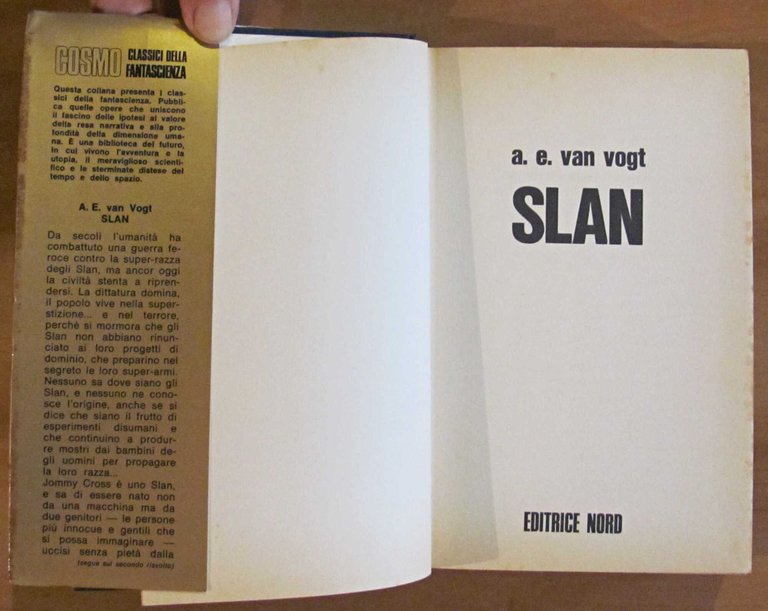 COSMO CLASSICI DELLA
FANTASCIENZA
Questa collana presenta i clas-
sici della fantascienza. Pubbli-
ca quelle opere che uniscono
il fascino delle ipotesi al valore
della resa narrativa e alla pro-
fondità della dimensione uma-
na. È una biblioteca del futuro,
in cui vivono l'avventura e la
utopia, il meraviglioso scienti-
fico e le sterminate distese del
tempo e dello spazio.
A. E. van Vogt
SLAN
Da secoli l'umanità ha
combattuto una guerra fe-
roce contro la super-razza
degli Slan, ma ancor oggi
la civiltà stenta a ripren-
dersi. La dittatura domina,
il popolo vive nella super-
stizione... e nel terrore,
perchè si mormora che gli
Slan non abbiano rinun-
ciato ai loro progetti di
dominio, che preparino nel
segreto le loro super-armi.
Nessuno sa dove siano gli
Slan, e nessuno ne cono-
sce l'origine, anche se si
dice che siano il frutto di
esperimenti disumani e
che continuino a produr-
re mostri dai bambini de-
gli uomini per propagare
la loro razza...
Jommy Cross è uno Slan,
e sa di essere nato non
da una macchina ma da
due genitori — le persone
più innocue e gentili che
si possa immaginare —
uccisi senza pietà dalla
(segue sul secondo risvolto)
a. e. van vogt
SLAN
EDITRICE NORD